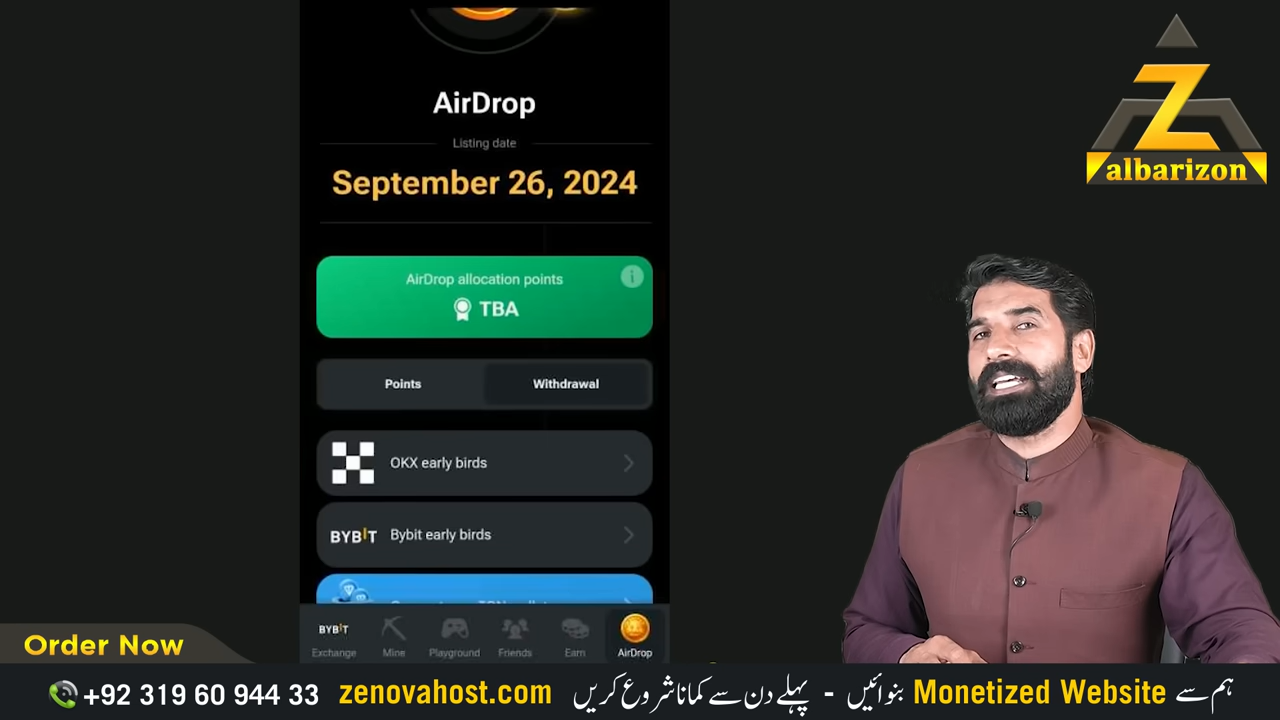 AirDrop
Listing date
September 26, 2024
AirDrop allocation points
TBA
Points
Withdrawal
OKX early birds
BYBIT
Bybit early birds
BYBIT
Exchange
Mine
Playground
Friends
Earn
AirDrop
Z
albarizon
Order Now
+92 319 60 944 33
zenovahost.com
ہم سے Monetized Website بنوائیں - پہلے دن سے کمانا شروع کریں